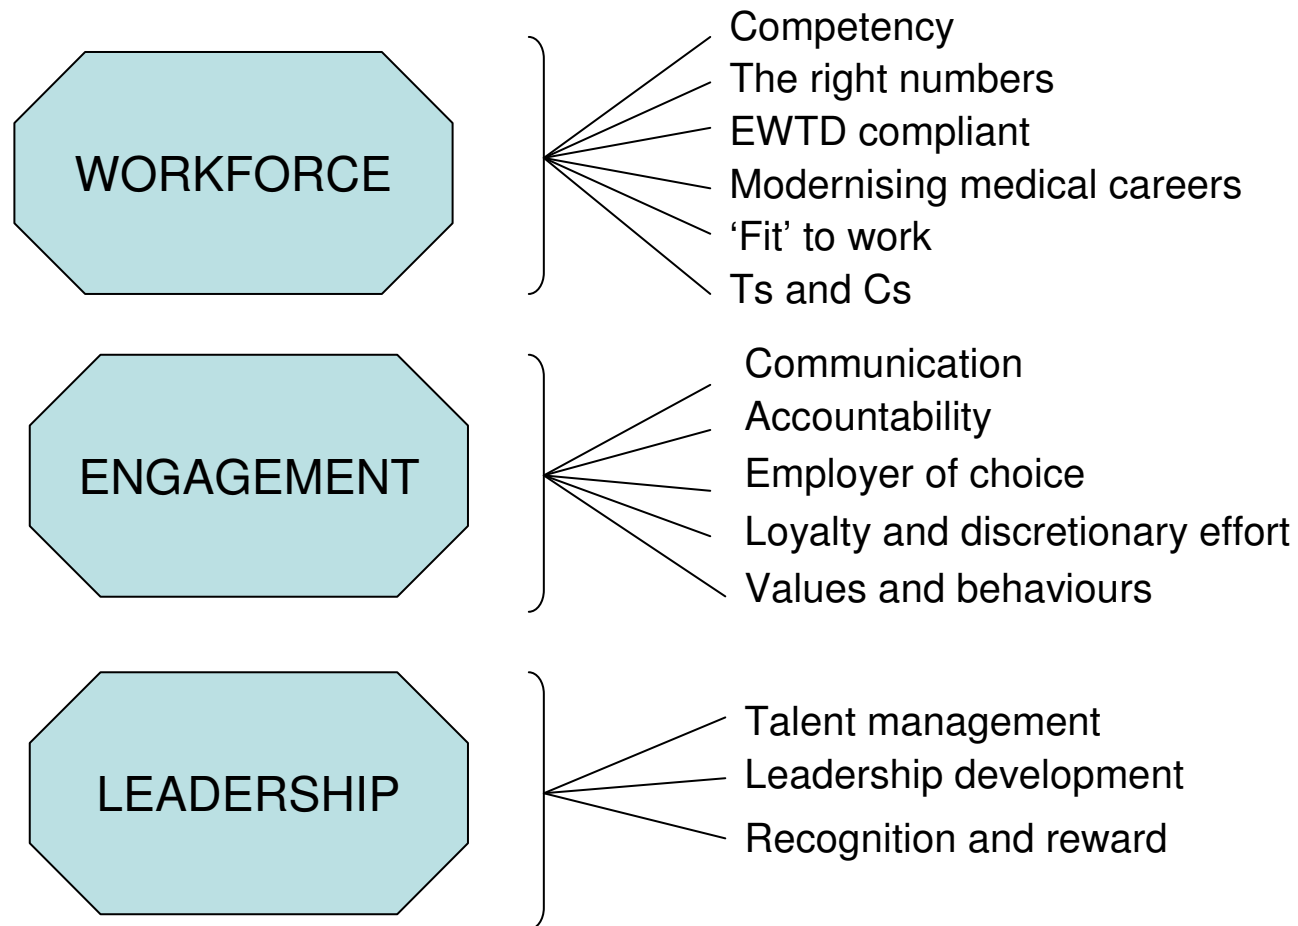 WORKFORCE
Competency
The right numbers
EWTD compliant
Modernising medical careers
‘Fit’ to work
Ts and Cs
ENGAGEMENT
Communication
Accountability
Employer of choice
Loyalty and discretionary effort
Values and behaviours
LEADERSHIP
Talent management
Leadership development
Recognition and reward